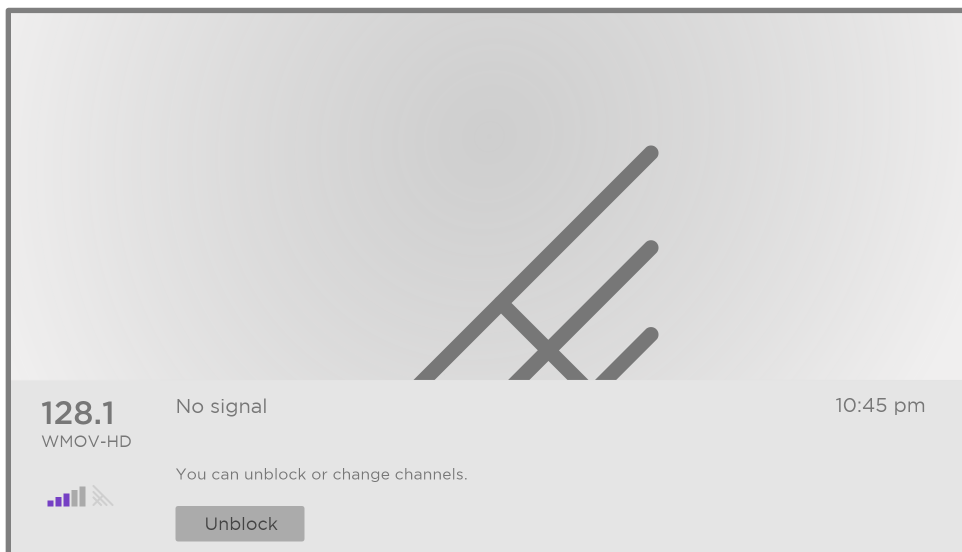 128.1
WMOV-HD
No signal
10:45 pm
You can unblock or change channels.
Unblock